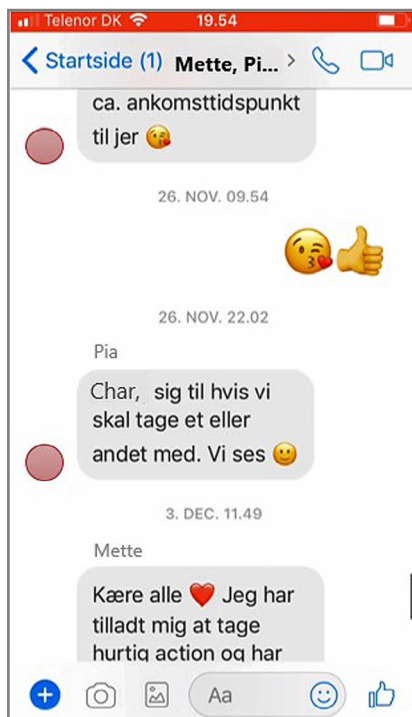 Telenor DK 19.54
Startside (1) Mette, Pi...
ca. ankomsttidspunkt
til jer 😘
26. NOV. 09.54
😘👍
26. NOV. 22.02
Pia
Char, sig til hvis vi
skal tage et eller
andet med. Vi ses 🙂
3. DEC. 11.49
Mette
Kære alle ❤️ Jeg har
tilladt mig at tage
hurtig action og har
Aa